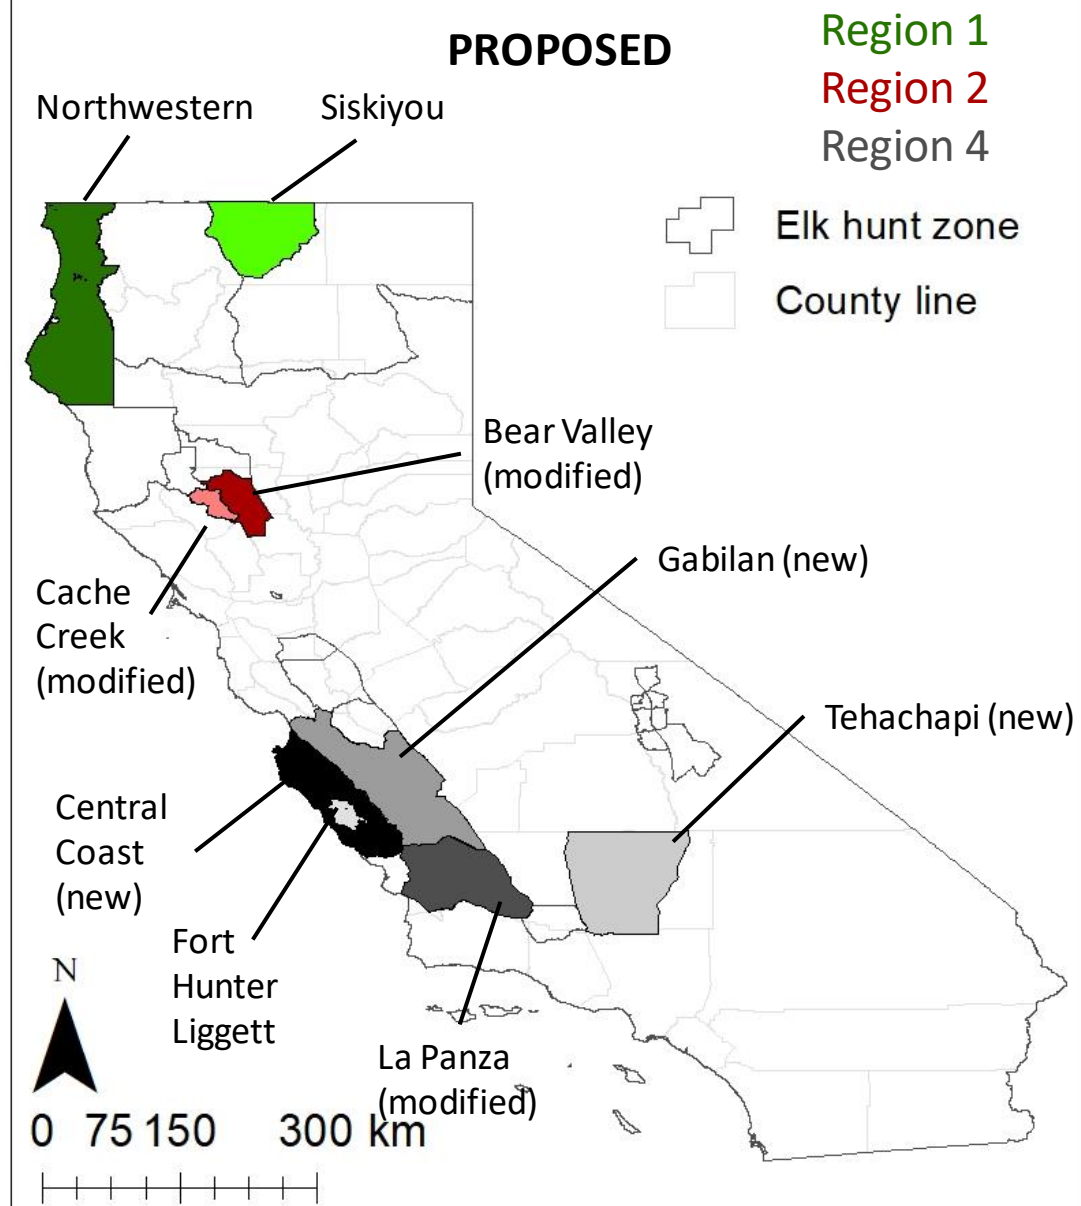 PROPOSED
Region 1
Region 2
Region 4
Northwestern
Siskiyou
Elk hunt zone
County line
Bear Valley
(modified)
Gabilan (new)
Cache
Creek
(modified)
Tehachapi (new)
Central
Coast
(new)
Fort
Hunter
Liggett
La Panza
(modified)
N
0 75 150 300 km